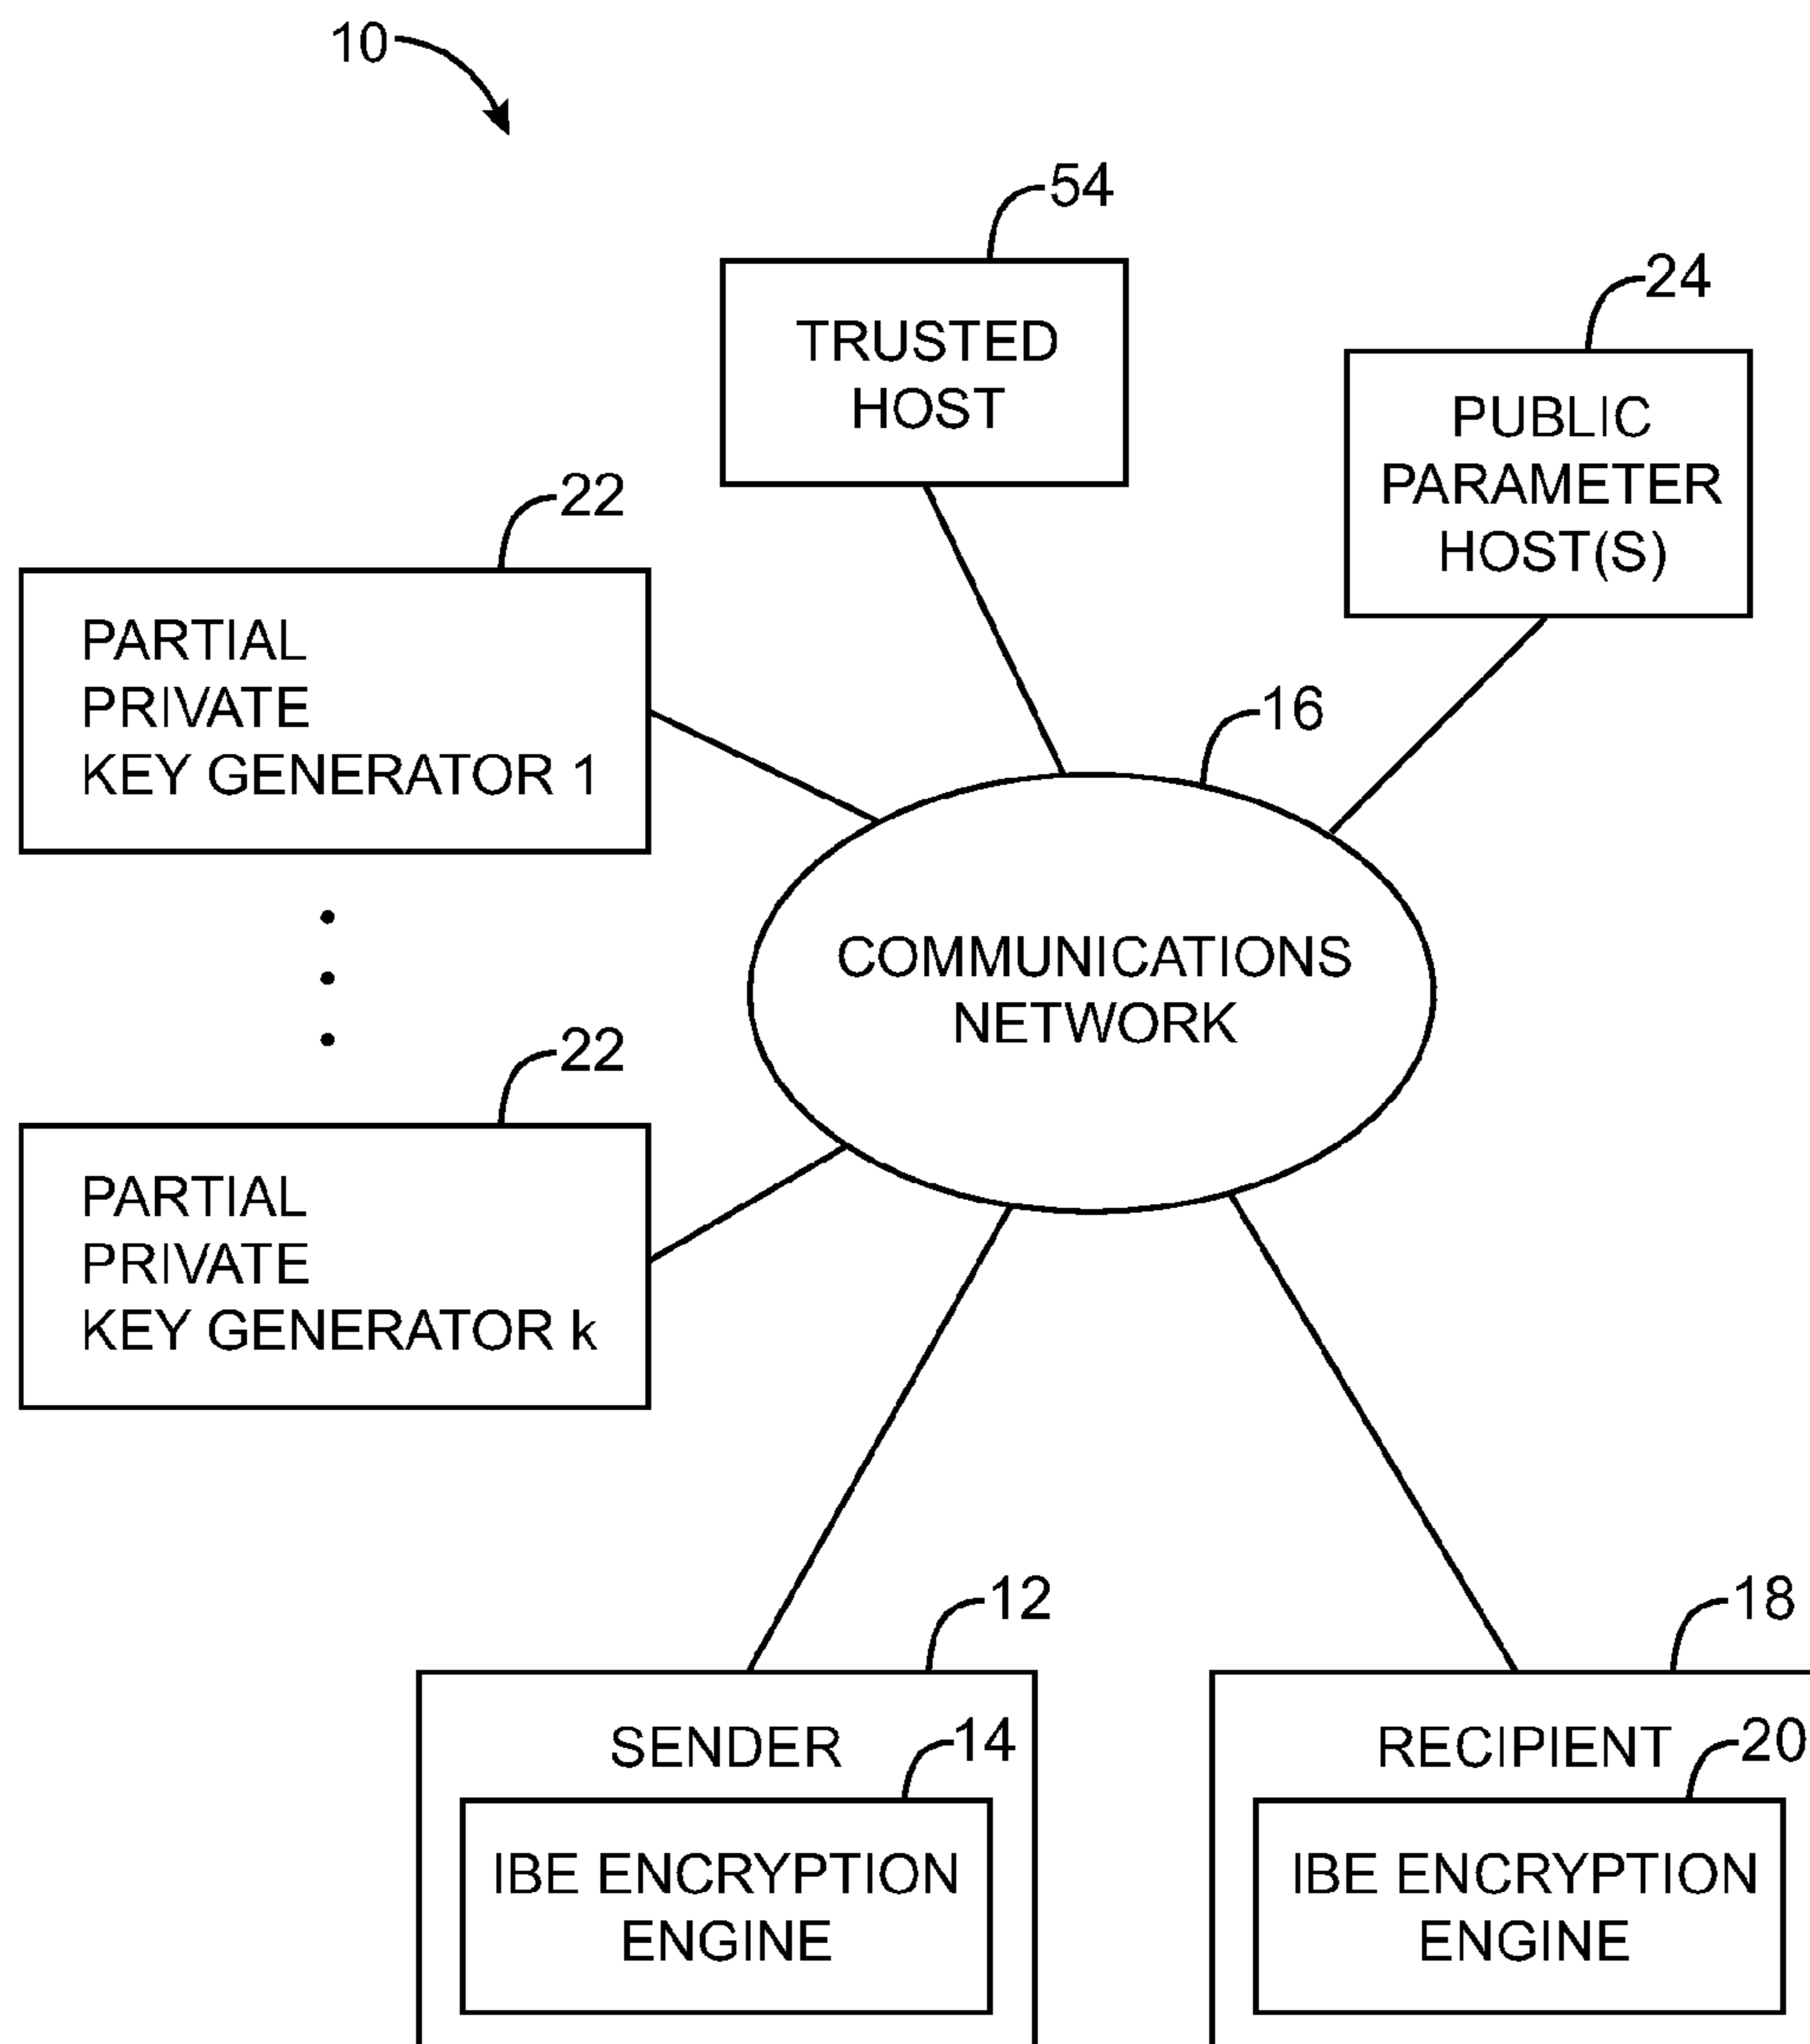 10
54
TRUSTED
HOST
24
PUBLIC
PARAMETER
HOST(S)
22
PARTIAL
PRIVATE
KEY GENERATOR 1
16
COMMUNICATIONS
NETWORK
22
PARTIAL
PRIVATE
KEY GENERATOR k
12
SENDER
14
IBE ENCRYPTION
ENGINE
18
RECIPIENT
20
IBE ENCRYPTION
ENGINE